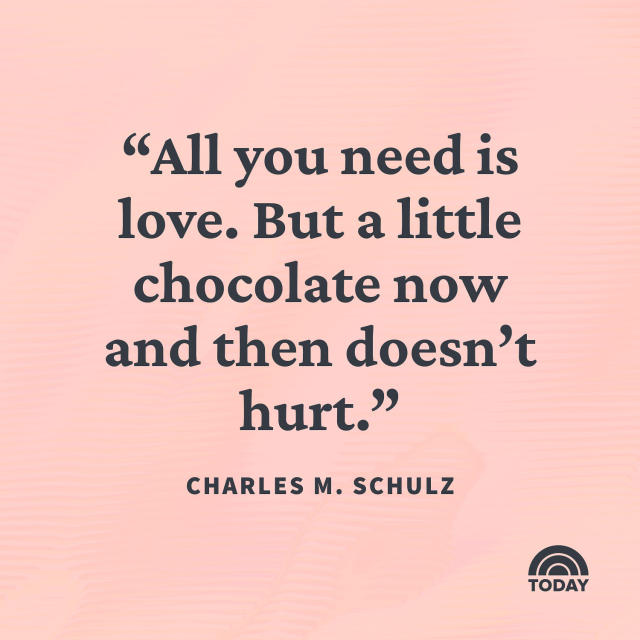 “All you need is
love. But a little
chocolate now
and then doesn’t
hurt.”
CHARLES M. SCHULZ
TODAY